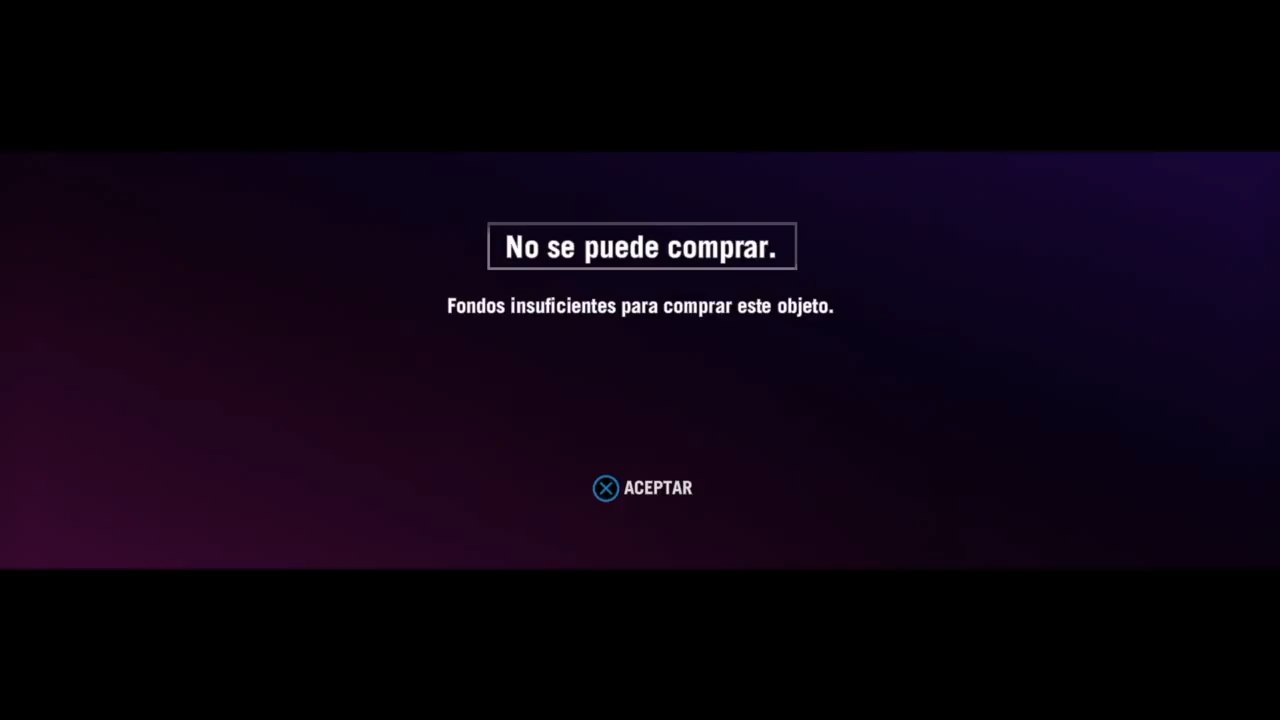 No se puede comprar.
Fondos insuficientes para comprar este objeto.
ACEPTAR